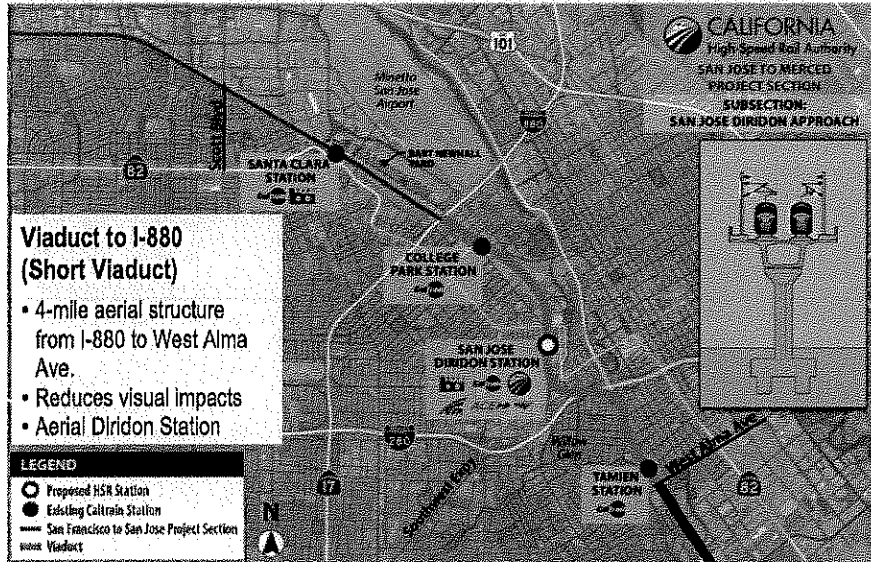 CALIFORNIA
High-Speed Rail Authority
SAN JOSE TO MERCED
PROJECT SECTION
SUBSECTION:
SAN JOSE DIRIDON APPROACH
101
Mineta
San Jose
Airport
880
Scott Blvd
BART NEWHALL
YARD
SANTA CLARA
STATION
82
Viaduct to I-880
(Short Viaduct)
• 4-mile aerial structure
from I-880 to West Alma
Ave.
• Reduces visual impacts
• Aerial Diridon Station
COLLEGE
PARK STATION
SAN JOSE
DIRIDON STATION
280
17
Southwest Expy
Willow
Glen
TAMIEN
STATION
West Alma Ave
82
LEGEND
Proposed HSR Station
Existing Caltrain Station
San Francisco to San Jose Project Section
Viaduct
N